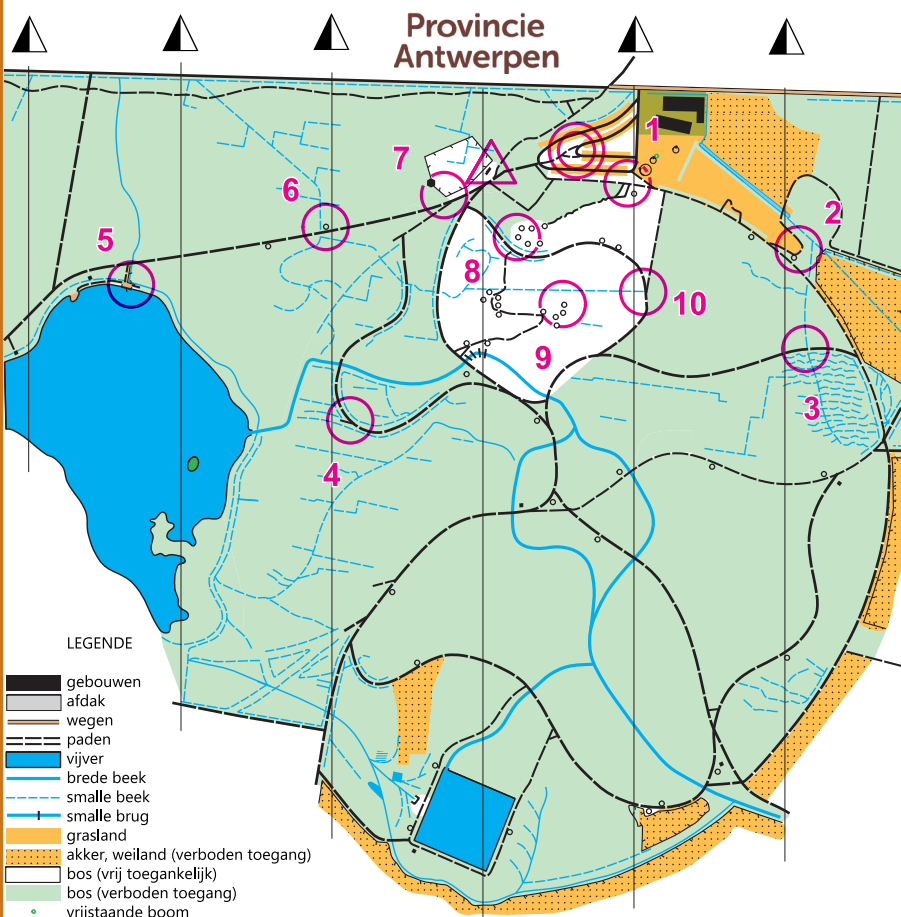 Provincie
Antwerpen
1
7
6
2
5
8
10
9
3
4
LEGENDE
gebouwen
afdak
wegen
paden
vijver
brede beek
smalle beek
smalle brug
grasland
akker, weiland (verboden toegang)
bos (vrij toegankelijk)
bos (verboden toegang)
vrijstaande boom